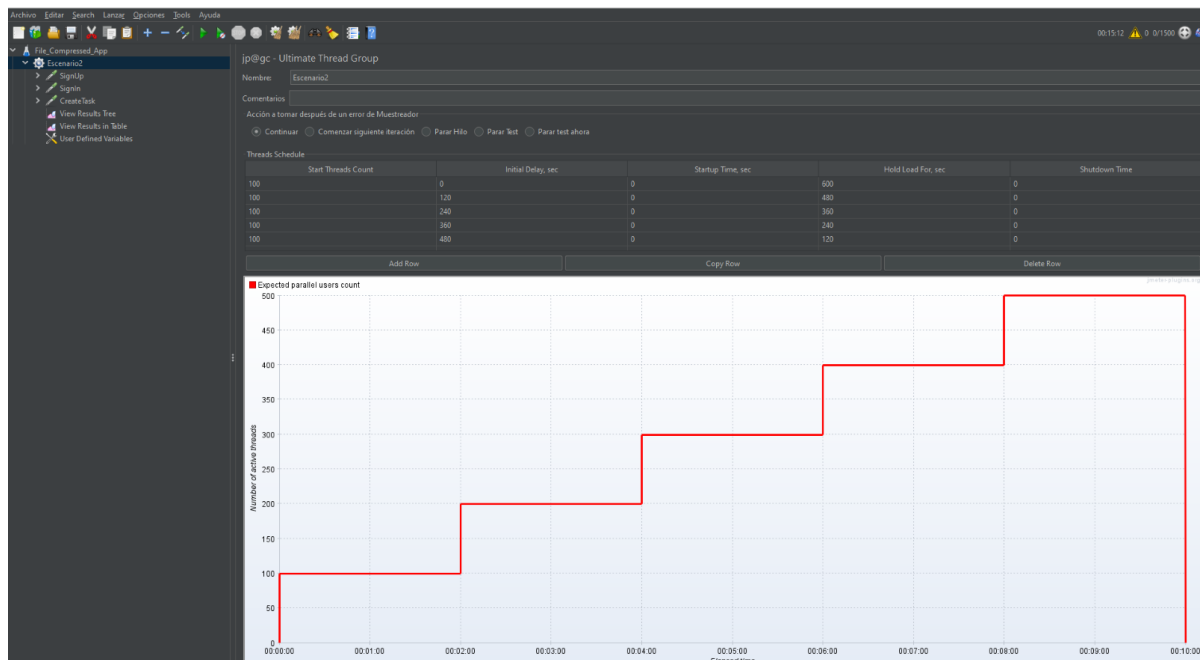 Archivo Editar Search Lanzar Opciones Tools Ayuda
00:15:12 0 0/1500
File_Compressed_App
Escenario2
SignUp
SignIn
CreateTask
View Results Tree
View Results in Table
User Defined Variables
jp@gc - Ultimate Thread Group
Nombre: Escenario2
Comentarios
Acción a tomar después de un error de Muestreador
Continuar Comenzar siguiente iteración Parar Hilo Parar Test Parar test ahora
Threads Schedule
Start Threads Count Initial Delay, sec Startup Time, sec Hold Load For, sec Shutdown Time
100 0 0 600 0
100 120 0 480 0
100 240 0 360 0
100 360 0 240 0
100 480 0 120 0
Add Row Copy Row Delete Row
Expected parallel users count
500
450
400
350
300
250
200
150
100
50
0
Number of active threads
00:00:00 00:01:00 00:02:00 00:03:00 00:04:00 00:05:00 00:06:00 00:07:00 00:08:00 00:09:00 00:10:00
Elapsed time